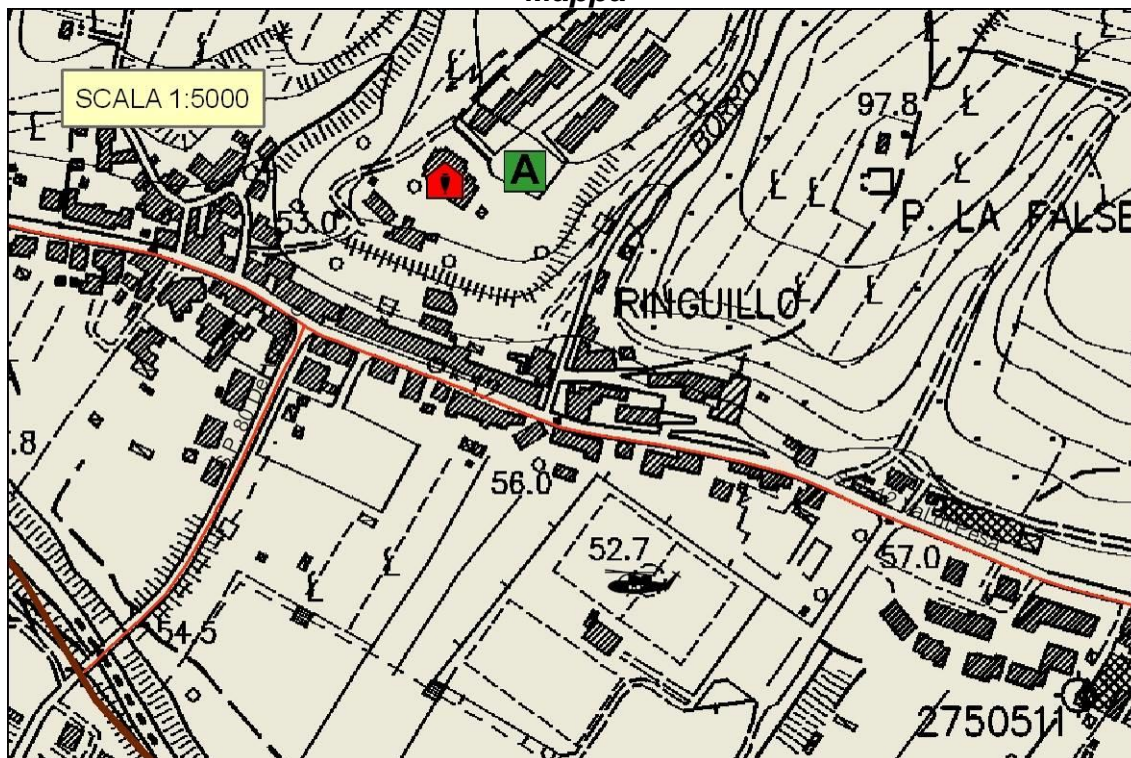 Mappa
SCALA 1:5000
97.8
BORRO
A
53.0
P. LA FALSE
RINGUILLO
.8
56.0
52.7
57.0
54.5
2750511